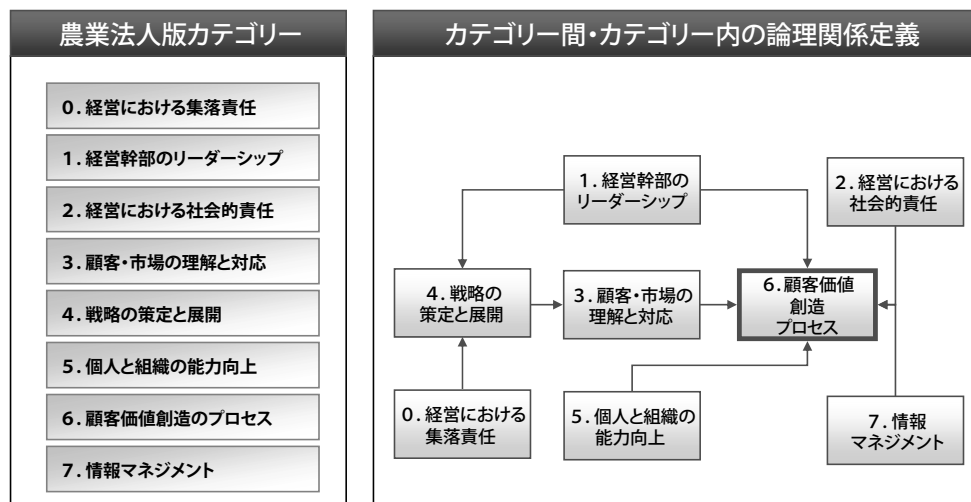 農業法人版カテゴリー
0．経営における集落責任
1．経営幹部のリーダーシップ
2．経営における社会的責任
3．顧客・市場の理解と対応
4．戦略の策定と展開
5．個人と組織の能力向上
6．顧客価値創造のプロセス
7．情報マネジメント
カテゴリー間・カテゴリー内の論理関係定義
1．経営幹部の
リーダーシップ
2．経営における
社会的責任
4．戦略の
策定と展開
3．顧客・市場の
理解と対応
6．顧客価値
創造
プロセス
0．経営における
集落責任
5．個人と組織の
能力向上
7．情報
マネジメント